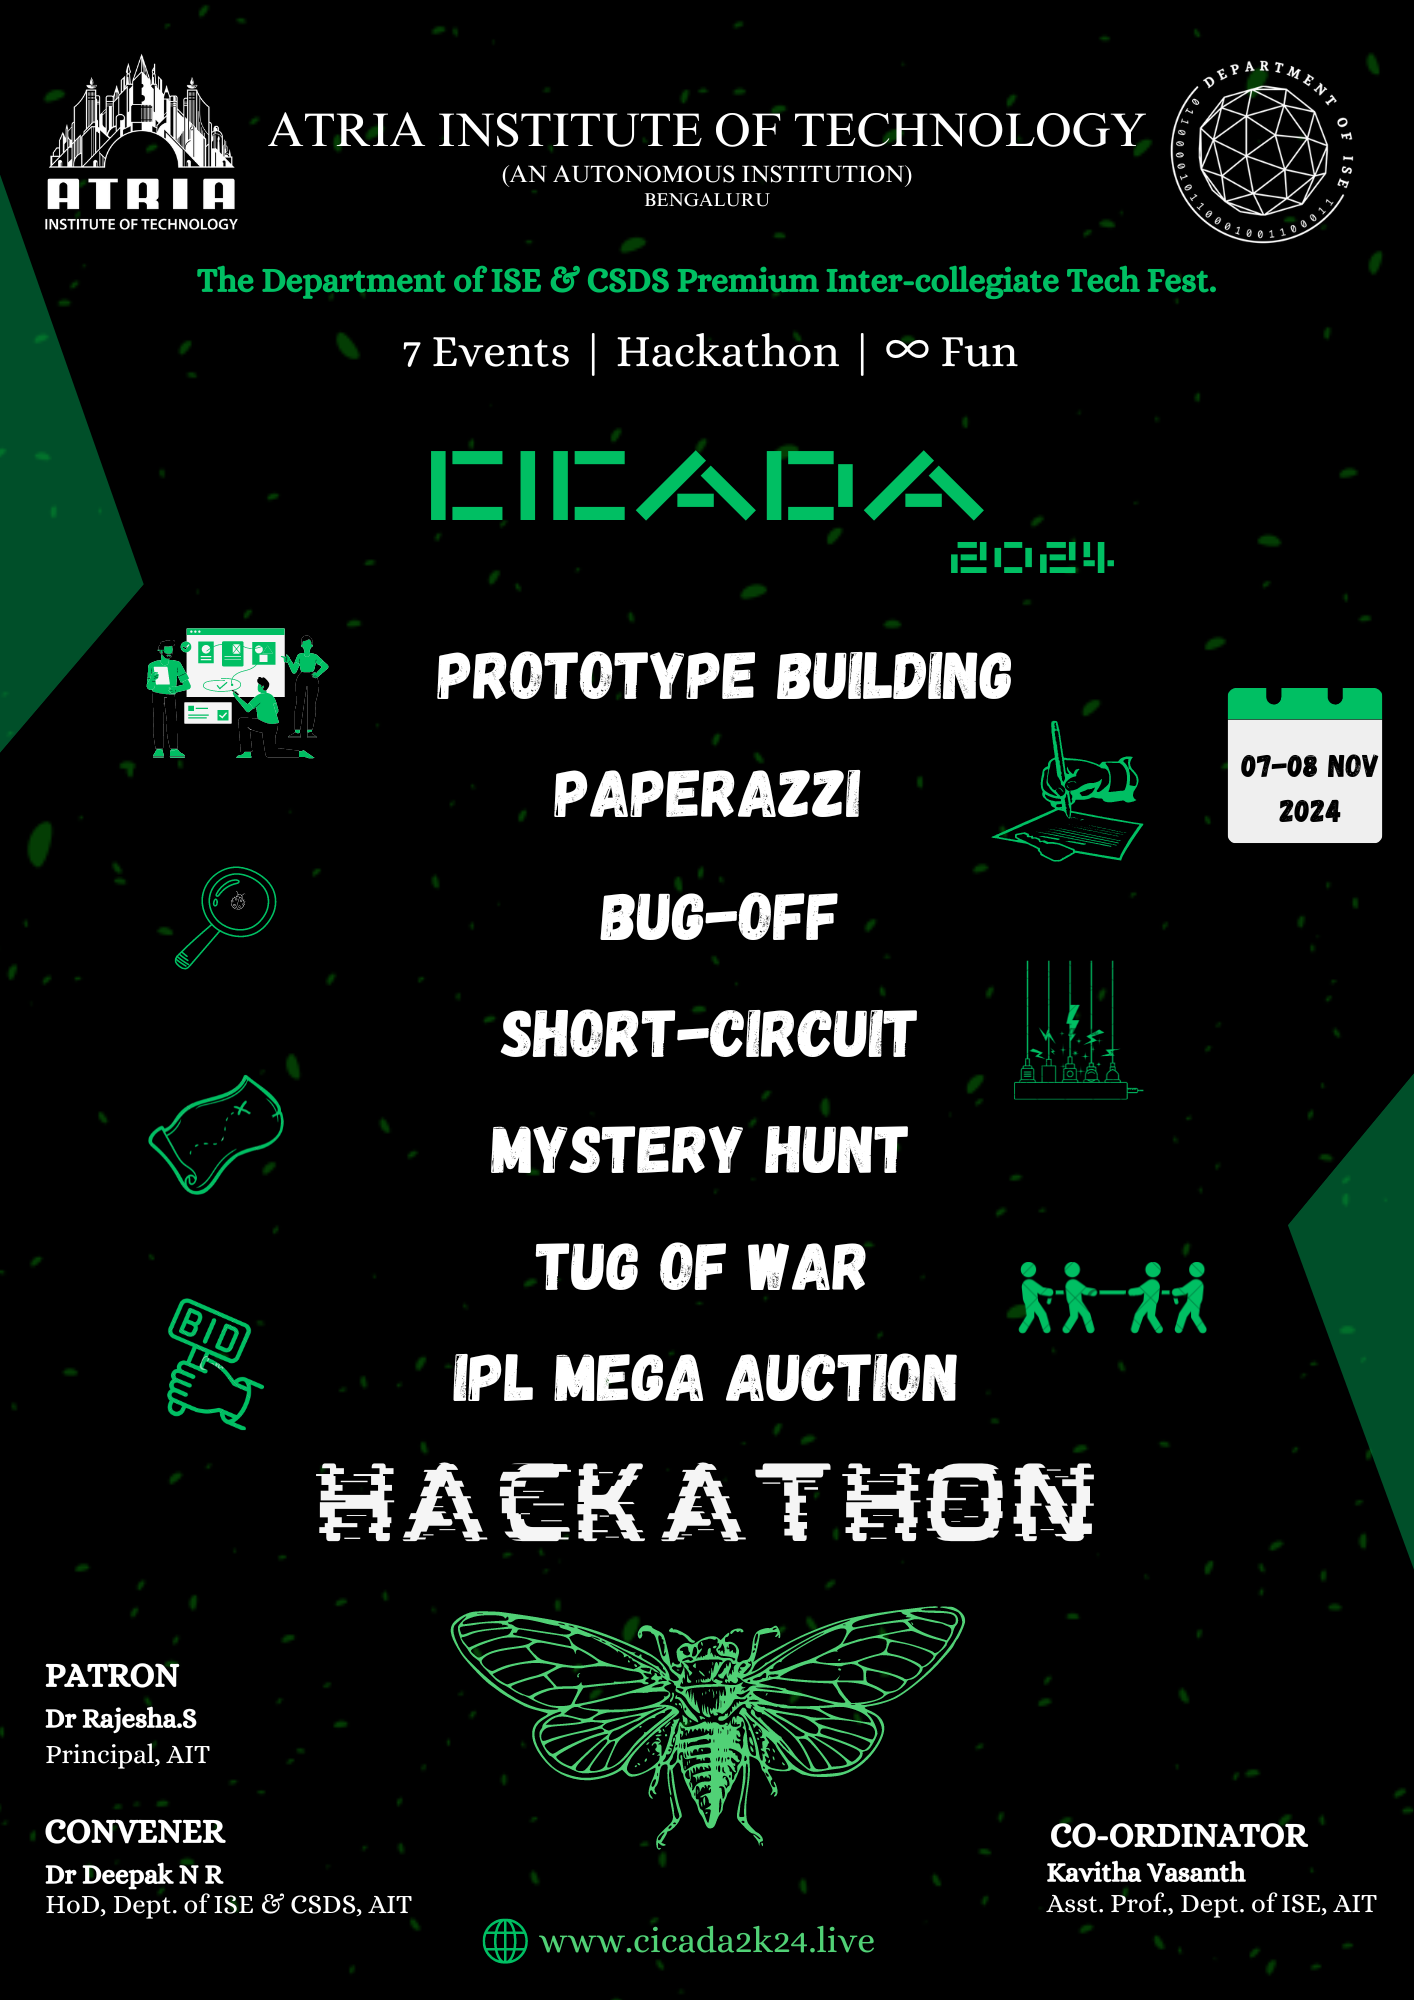 ATRIA
INSTITUTE OF TECHNOLOGY
ATRIA INSTITUTE OF TECHNOLOGY
(AN AUTONOMOUS INSTITUTION)
BENGALURU
DEPARTMENT OF ISE
The Department of ISE & CSDS Premium Inter-collegiate Tech Fest.
7 Events | Hackathon | ∞ Fun
CICADA
2024
PROTOTYPE BUILDING
PAPERAZZI
07-08 NOV
2024
BUG-OFF
SHORT-CIRCUIT
MYSTERY HUNT
TUG OF WAR
BID
IPL MEGA AUCTION
HACKATHON
PATRON
Dr Rajesha.S
Principal, AIT
CONVENER
Dr Deepak N R
HoD, Dept. of ISE & CSDS, AIT
CO-ORDINATOR
Kavitha Vasanth
Asst. Prof., Dept. of ISE, AIT
www.cicada2k24.live